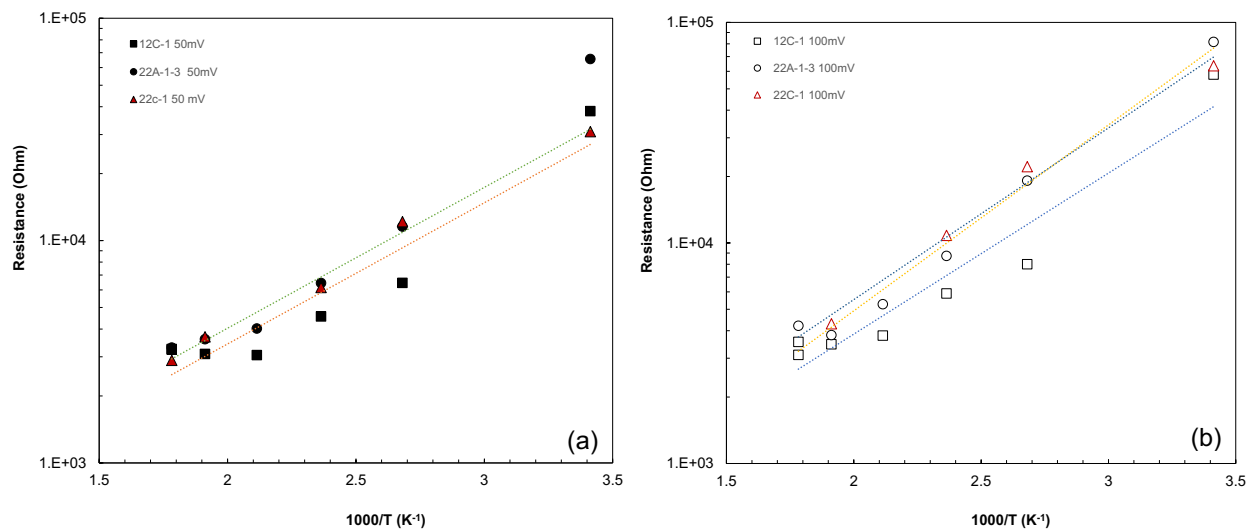 1.E+05
12C-1 50mV
22A-1-3 50mV
22c-1 50 mV
Resistance (Ohm)
1.E+04
(a)
1.E+03
1.5 2 2.5 3 3.5
1000/T (K⁻¹)
1.E+05
12C-1 100mV
22A-1-3 100mV
22C-1 100mV
Resistance (Ohm)
1.E+04
(b)
1.E+03
1.5 2 2.5 3 3.5
1000/T (K⁻¹)